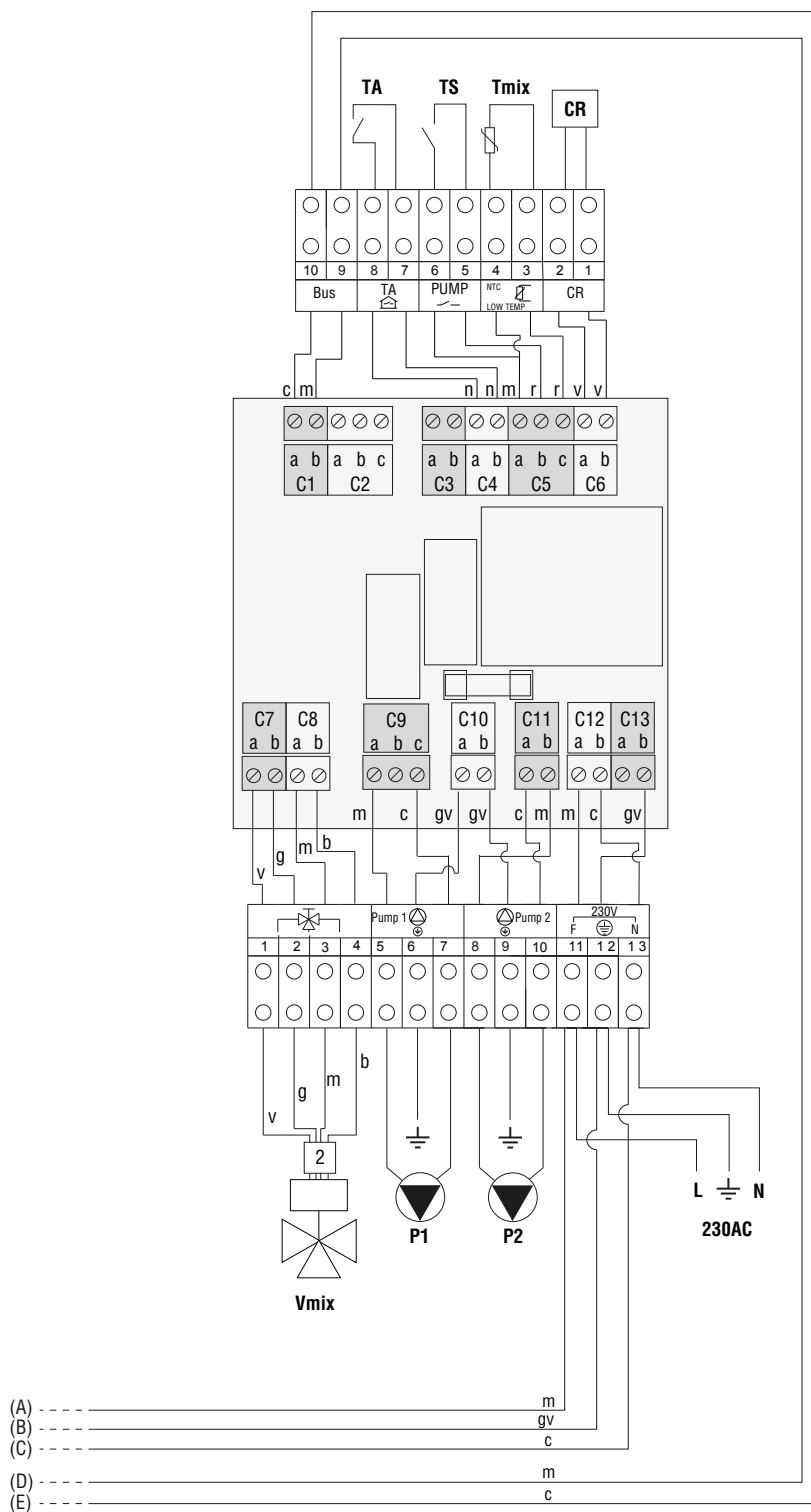 TA TS Tmix
CR
10 9 8 7 6 5 4 3 2 1
Bus TA PUMP NTC LOW TEMP CR
c m n n m r r v v
a b a b c a b a b a b c a b
C1 C2 C3 C4 C5 C6
C7 C8 C9 C10 C11 C12 C13
a b a b a b c a b a b a b a b
m c gv gv c m m c gv
v g m b
Pump 1 Pump 2 230V
F N
1 2 3 4 5 6 7 8 9 10 11 12 13
v g m b
2
L N
P1 P2 230AC
Vmix
(A) m
(B) gv
(C) c
(D) m
(E) c